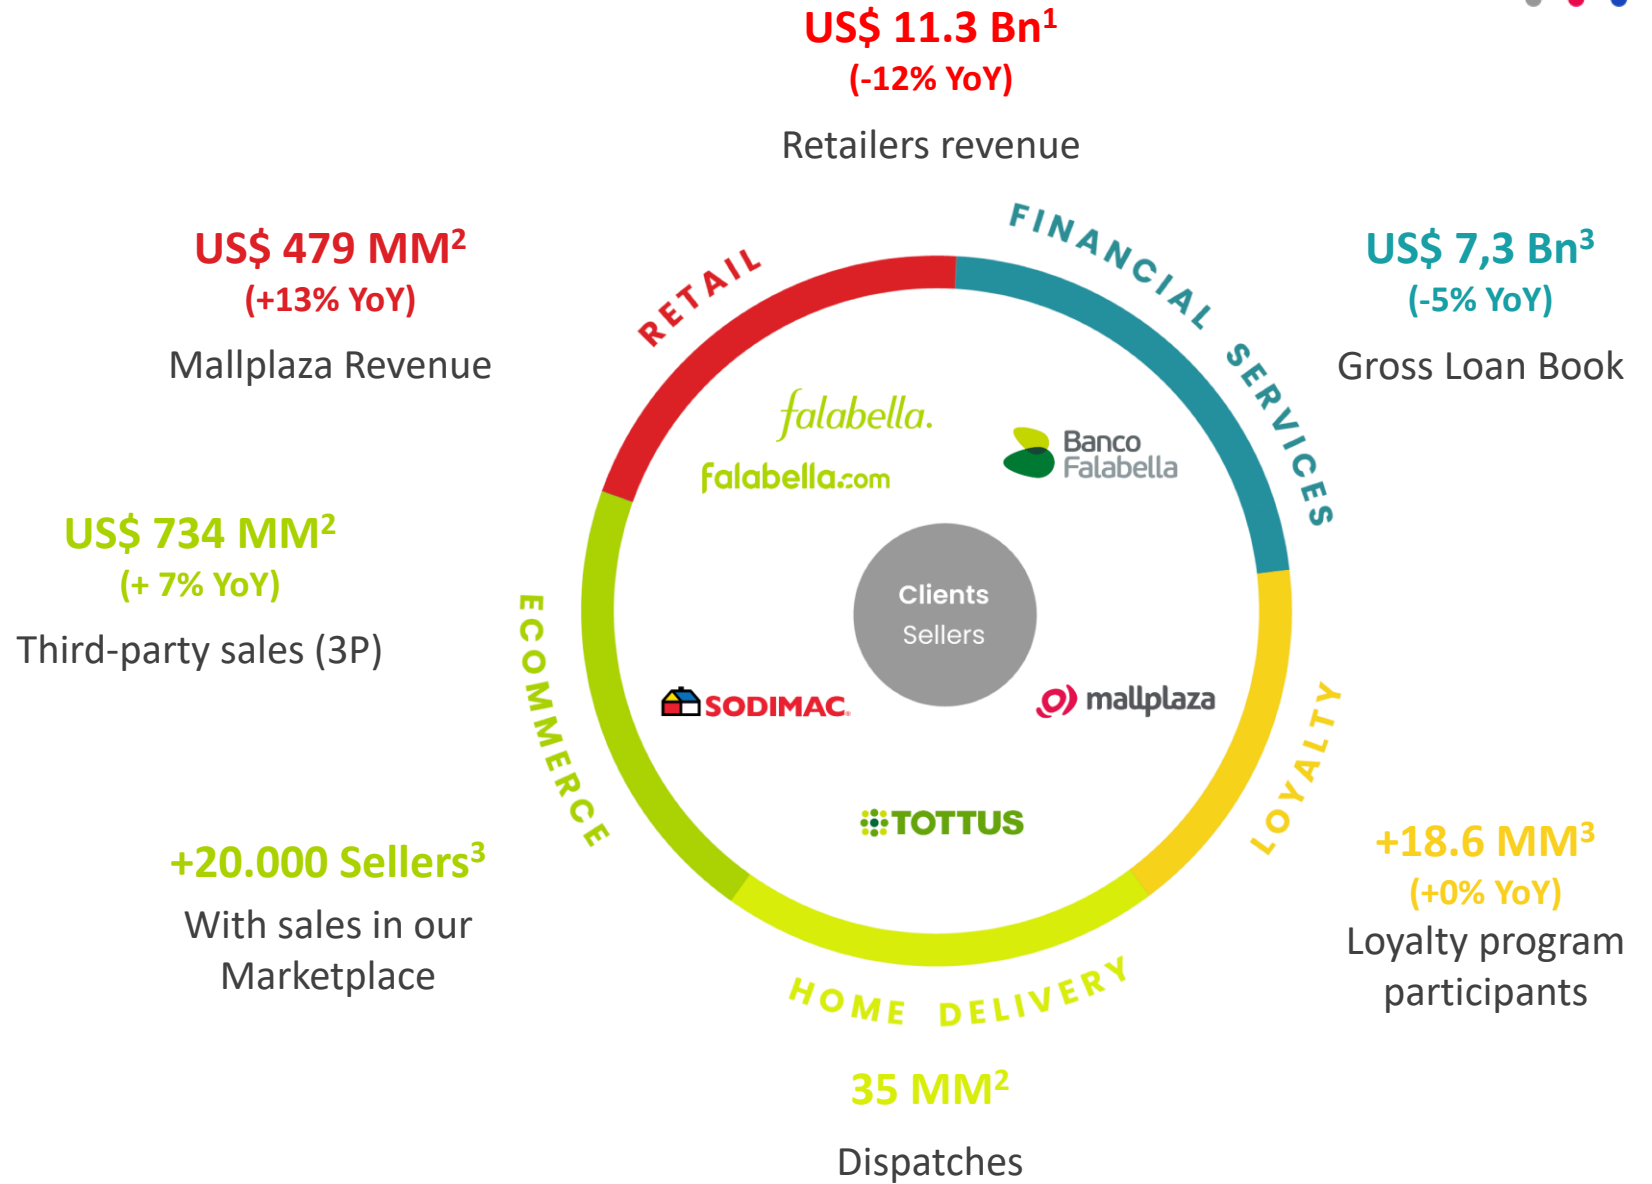 US$ 11.3 Bn¹
(-12% YoY)
Retailers revenue
US$ 479 MM²
(+13% YoY)
Mallplaza Revenue
RETAIL
FINANCIAL SERVICES
US$ 7,3 Bn³
(-5% YoY)
Gross Loan Book
falabella.
falabella.com
Banco
Falabella
US$ 734 MM²
(+ 7% YoY)
Third-party sales (3P)
ECOMMERCE
Clients
Sellers
SODIMAC
mallplaza
TOTTUS
LOYALTY
+20.000 Sellers³
With sales in our
Marketplace
+18.6 MM³
(+0% YoY)
Loyalty program
participants
HOME DELIVERY
35 MM²
Dispatches